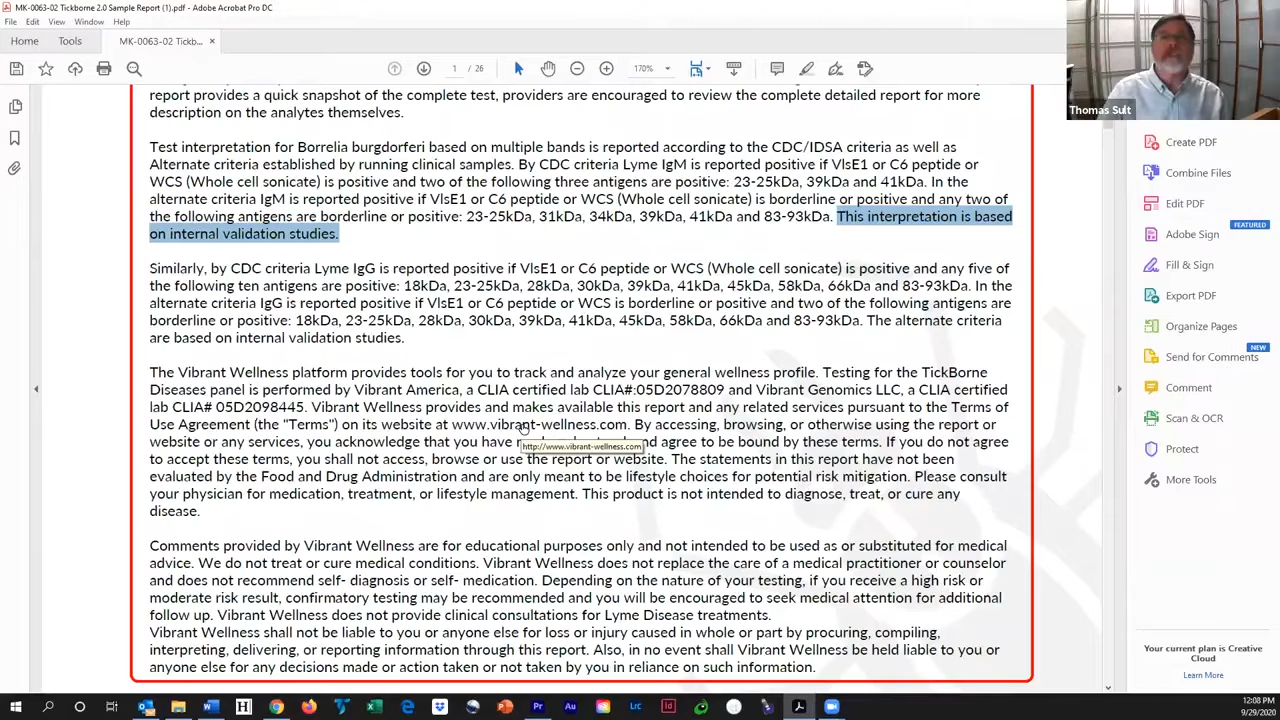 MK-0063-02 Tickborne 2.0 Sample Report (1).pdf - Adobe Acrobat Pro DC
File Edit View Window Help
Home Tools MK-0063-02 Tickb... ×
1 / 26 170%
Thomas Sult
report provides a quick snapshot of the complete test, providers are encouraged to review the complete detailed report for more
description on the analytes themselves.
Test interpretation for Borrelia burgdorferi based on multiple bands is reported according to the CDC/IDSA criteria as well as
Alternate criteria established by running clinical samples. By CDC criteria Lyme IgM is reported positive if VlsE1 or C6 peptide or
WCS (Whole cell sonicate) is positive and two of the following three antigens are positive: 23-25kDa, 39kDa and 41kDa. In the
alternate criteria IgM is reported positive if VlsE1 or C6 peptide or WCS (Whole cell sonicate) is borderline or positive and any two of
the following antigens are borderline or positive: 23-25kDa, 31kDa, 34kDa, 39kDa, 41kDa and 83-93kDa. This interpretation is based
on internal validation studies.
Similarly, by CDC criteria Lyme IgG is reported positive if VlsE1 or C6 peptide or WCS (Whole cell sonicate) is positive and any five of
the following ten antigens are positive: 18kDa, 23-25kDa, 28kDa, 30kDa, 39kDa, 41kDa, 45kDa, 58kDa, 66kDa and 83-93kDa. In the
alternate criteria IgG is reported positive if VlsE1 or C6 peptide or WCS is borderline or positive and two of the following antigens are
borderline or positive: 18kDa, 23-25kDa, 28kDa, 30kDa, 39kDa, 41kDa, 45kDa, 58kDa, 66kDa and 83-93kDa. The alternate criteria
are based on internal validation studies.
The Vibrant Wellness platform provides tools for you to track and analyze your general wellness profile. Testing for the TickBorne
Diseases panel is performed by Vibrant America, a CLIA certified lab CLIA#:05D2078809 and Vibrant Genomics LLC, a CLIA certified
lab CLIA# 05D2098445. Vibrant Wellness provides and makes available this report and any related services pursuant to the Terms of
Use Agreement (the "Terms") on its website at www.vibrant-wellness.com. By accessing, browsing, or otherwise using the report or
website or any services, you acknowledge that you have nd agree to be bound by these terms. If you do not agree
http://www.vibrant-wellness.com
to accept these terms, you shall not access, browse or use the report or website. The statements in this report have not been
evaluated by the Food and Drug Administration and are only meant to be lifestyle choices for potential risk mitigation. Please consult
your physician for medication, treatment, or lifestyle management. This product is not intended to diagnose, treat, or cure any
disease.
Comments provided by Vibrant Wellness are for educational purposes only and not intended to be used as or substituted for medical
advice. We do not treat or cure medical conditions. Vibrant Wellness does not replace the care of a medical practitioner or counselor
and does not recommend self- diagnosis or self- medication. Depending on the nature of your testing, if you receive a high risk or
moderate risk result, confirmatory testing may be recommended and you will be encouraged to seek medical attention for additional
follow up. Vibrant Wellness does not provide clinical consultations for Lyme Disease treatments.
Vibrant Wellness shall not be liable to you or anyone else for loss or injury caused in whole or part by procuring, compiling,
interpreting, delivering, or reporting information through this report. Also, in no event shall Vibrant Wellness be held liable to you or
anyone else for any decisions made or action taken or not taken by you in reliance on such information.
Create PDF
Combine Files
Edit PDF
FEATURED
Adobe Sign
Fill & Sign
Export PDF
Organize Pages
NEW
Send for Comments
Comment
Scan & OCR
Protect
More Tools
Your current plan is Creative
Cloud
Learn More
12:08 PM
9/29/2020